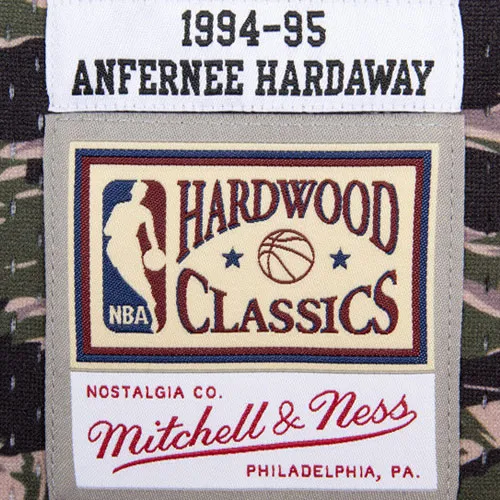 1994-95
ANFERNEE HARDAWAY
HARDWOOD
CLASSICS
NBA
NOSTALGIA CO.
Mitchell & Ness
PHILADELPHIA, PA.